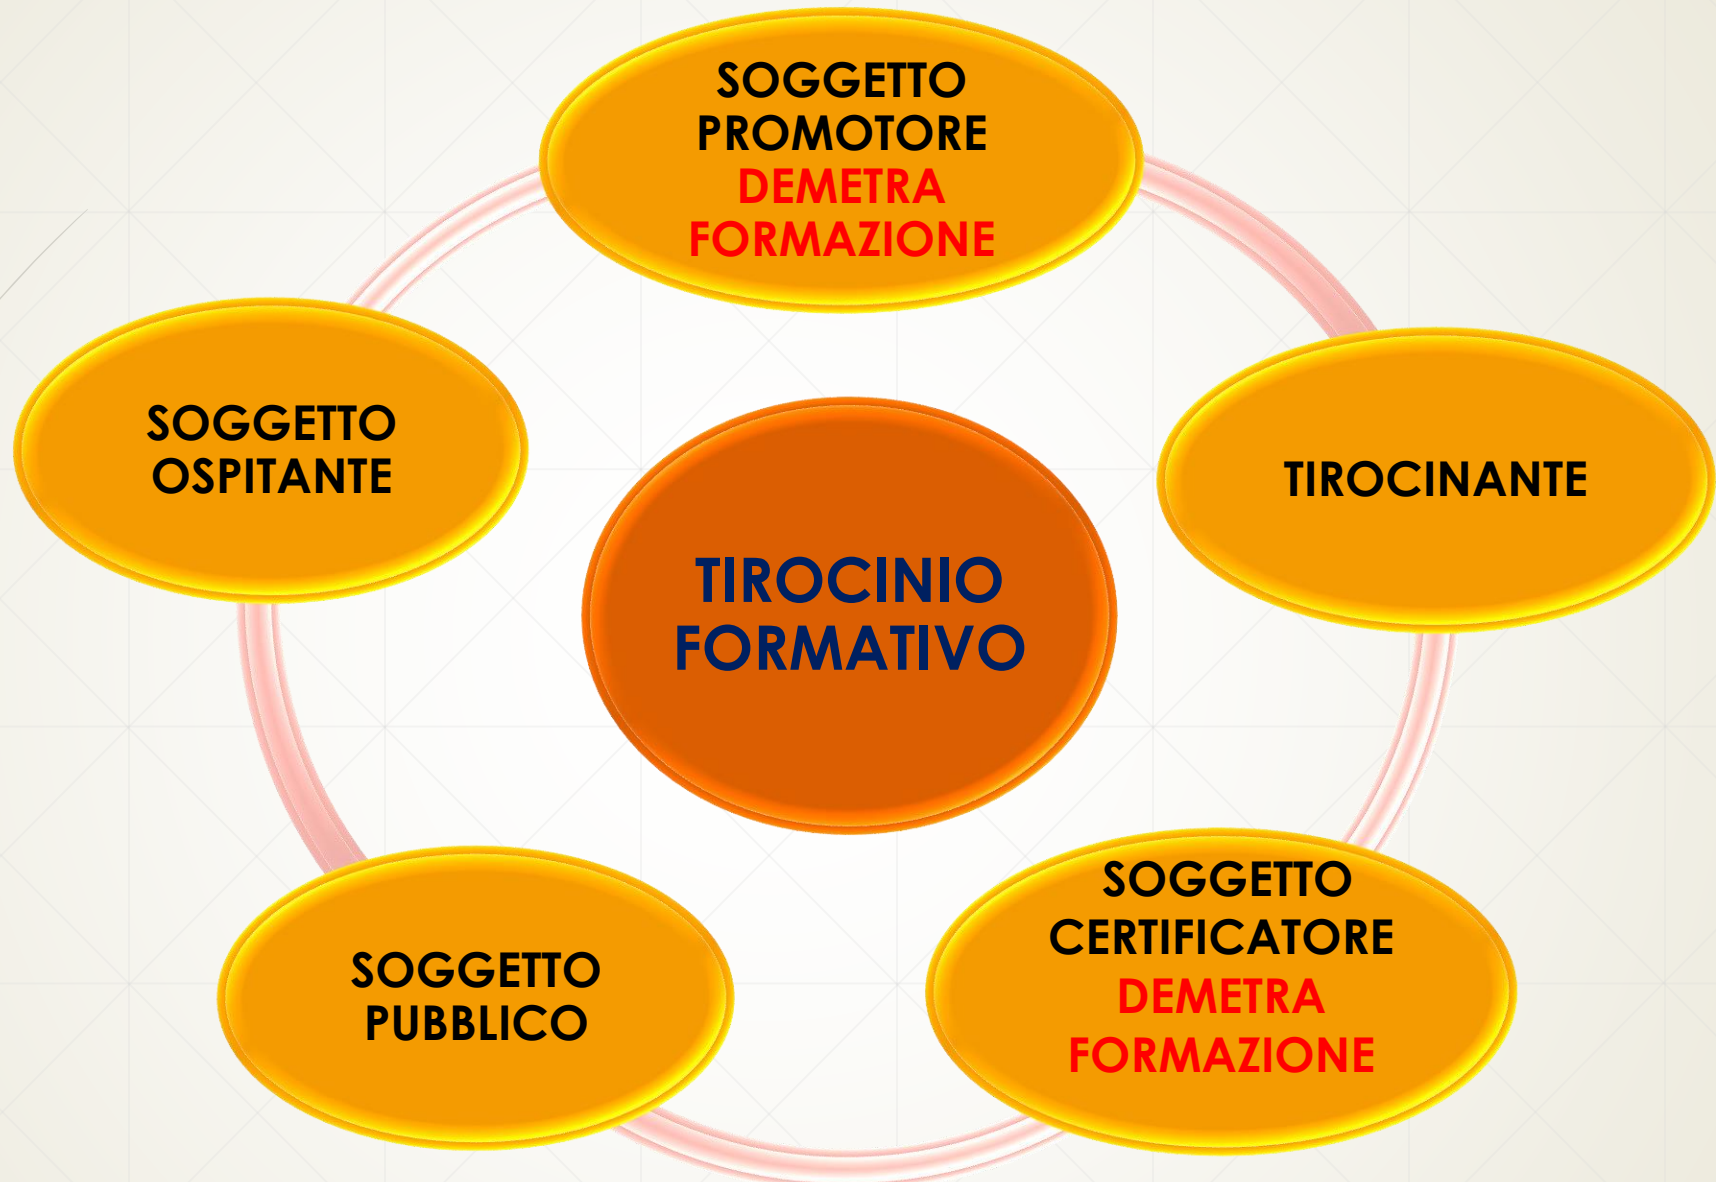 SOGGETTO
PROMOTORE
DEMETRA
FORMAZIONE
SOGGETTO
OSPITANTE
TIROCINANTE
TIROCINIO
FORMATIVO
SOGGETTO
PUBBLICO
SOGGETTO
CERTIFICATORE
DEMETRA
FORMAZIONE